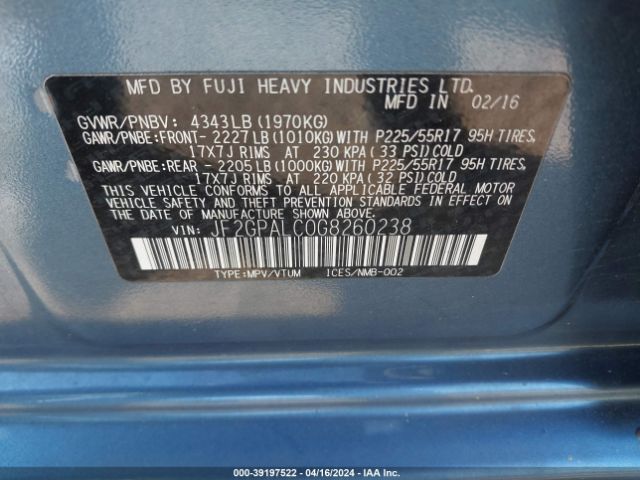 MFD BY FUJI HEAVY INDUSTRIES LTD.
MFD IN 02/16
GVWR/PNBV: 4343LB(1970KG)
GAWR/PNBE:FRONT-2227LB(1010KG)WITH P225/55R17 95H TIRES,
17X7J RIMS AT 230 KPA(33 PSI)COLD
GAWR/PNBE:REAR -2205LB(1000KG)WITH P225/55R17 95H TIRES,
17X7J RIMS AT 220 KPA(32 PSI)COLD
THIS VEHICLE CONFORMS TO ALL APPLICABLE FEDERAL MOTOR
VEHICLE SAFETY AND THEFT PREVENTION STANDARDS IN EFFECT ON
THE DATE OF MANUFACTURE SHOWN ABOVE.
VIN: JF2GPALC0G8260238
TYPE:MPV/VTUM ICES/NMB-002
000-39197522 - 04/16/2024 - IAA Inc.